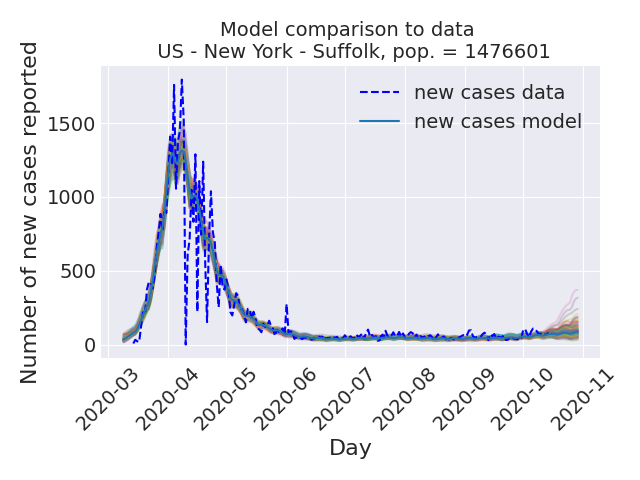 Model comparison to data
US - New York - Suffolk, pop. = 1476601
new cases data
new cases model
Number of new cases reported
1500
1000
500
0
2020-03
2020-04
2020-05
2020-06
2020-07
2020-08
2020-09
2020-10
2020-11
Day